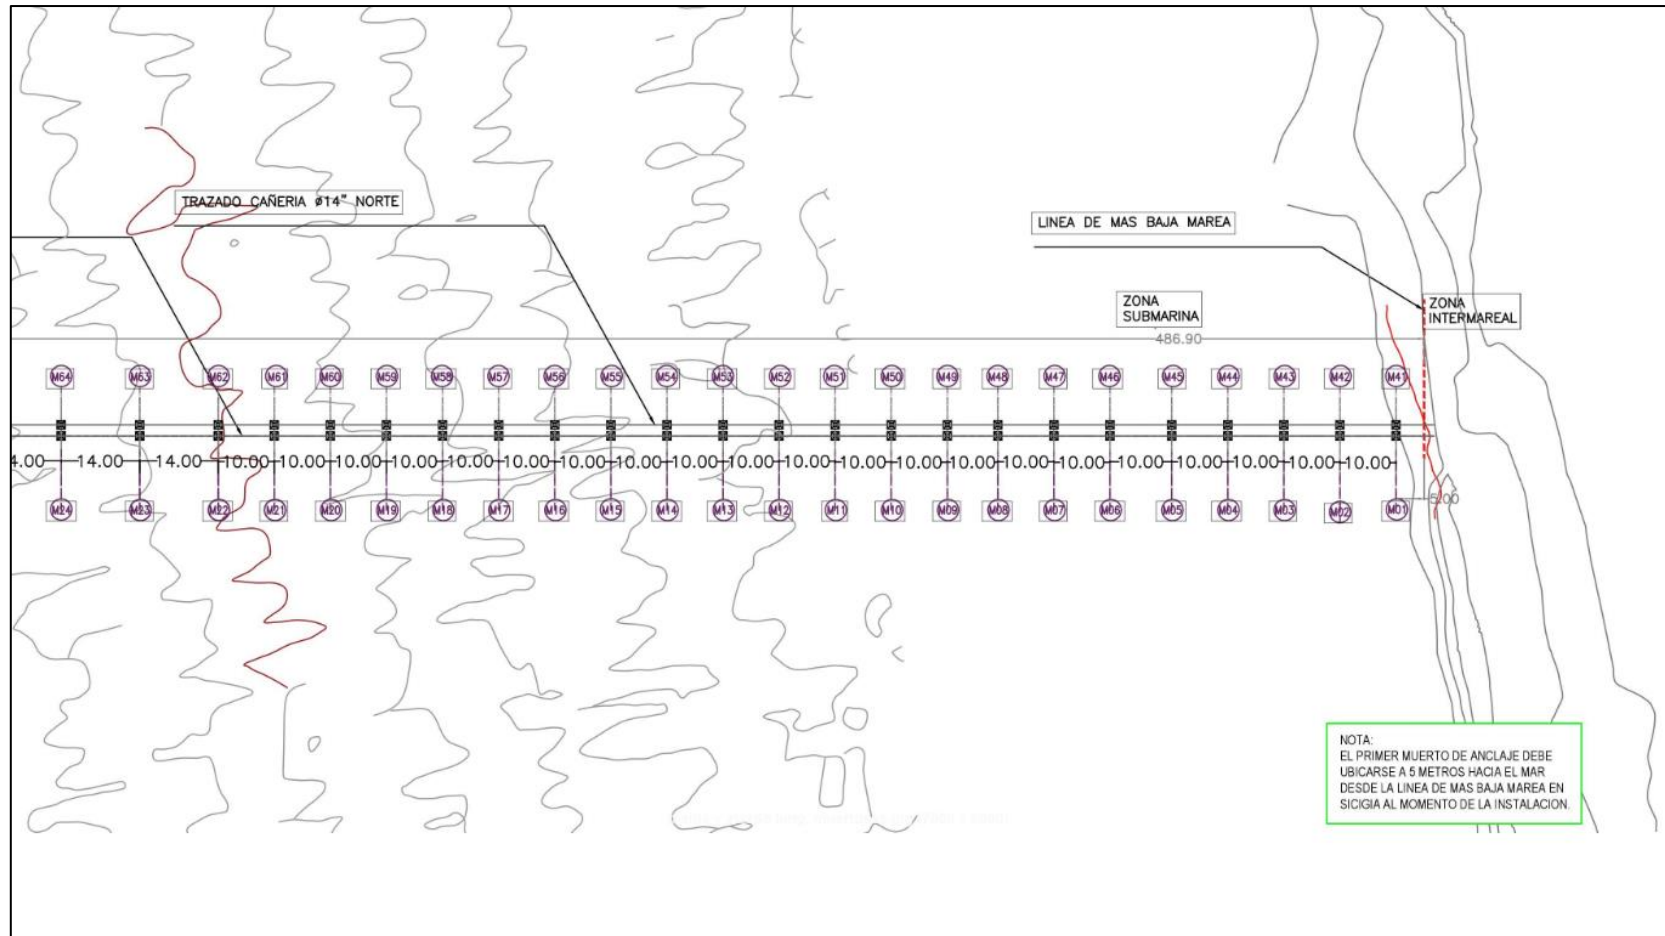 TRAZADO CAÑERIA ø14" NORTE
LINEA DE MAS BAJA MAREA
ZONA
SUBMARINA
ZONA
INTERMAREAL
486.90
M64 M63 M62 M61 M60 M59 M58 M57 M56 M55 M54 M53 M52 M51 M50 M49 M48 M47 M46 M45 M44 M43 M42 M41
4.00 14.00 14.00 10.00 10.00 10.00 10.00 10.00 10.00 10.00 10.00 10.00 10.00 10.00 10.00 10.00 10.00 10.00 10.00 10.00 10.00 10.00 10.00 10.00
M24 M23 M22 M21 M20 M19 M18 M17 M16 M15 M14 M13 M12 M11 M10 M09 M08 M07 M06 M05 M04 M03 M02 M01
5.00
NOTA:
EL PRIMER MUERTO DE ANCLAJE DEBE
UBICARSE A 5 METROS HACIA EL MAR
DESDE LA LINEA DE MAS BAJA MAREA EN
SICIGIA AL MOMENTO DE LA INSTALACION.